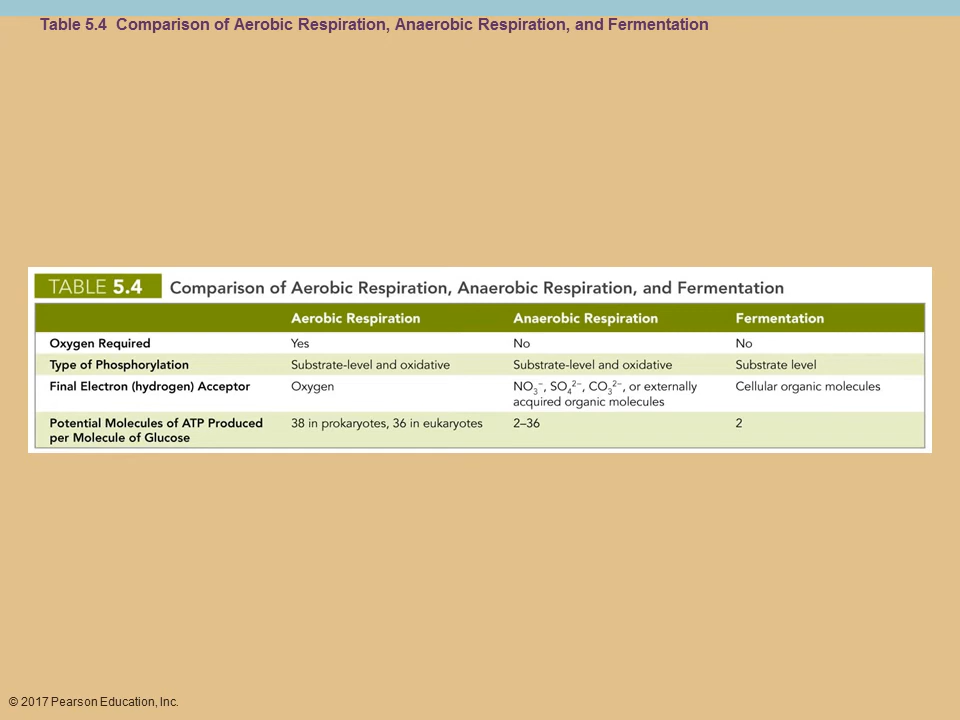 Table 5.4 Comparison of Aerobic Respiration, Anaerobic Respiration, and Fermentation
TABLE 5.4 Comparison of Aerobic Respiration, Anaerobic Respiration, and Fermentation
Aerobic Respiration Anaerobic Respiration Fermentation
Oxygen Required Yes No No
Type of Phosphorylation Substrate-level and oxidative Substrate-level and oxidative Substrate level
Final Electron (hydrogen) Acceptor Oxygen NO₃⁻, SO₄²⁻, CO₃²⁻, or externally Cellular organic molecules
acquired organic molecules
Potential Molecules of ATP Produced 38 in prokaryotes, 36 in eukaryotes 2–36 2
per Molecule of Glucose
© 2017 Pearson Education, Inc.